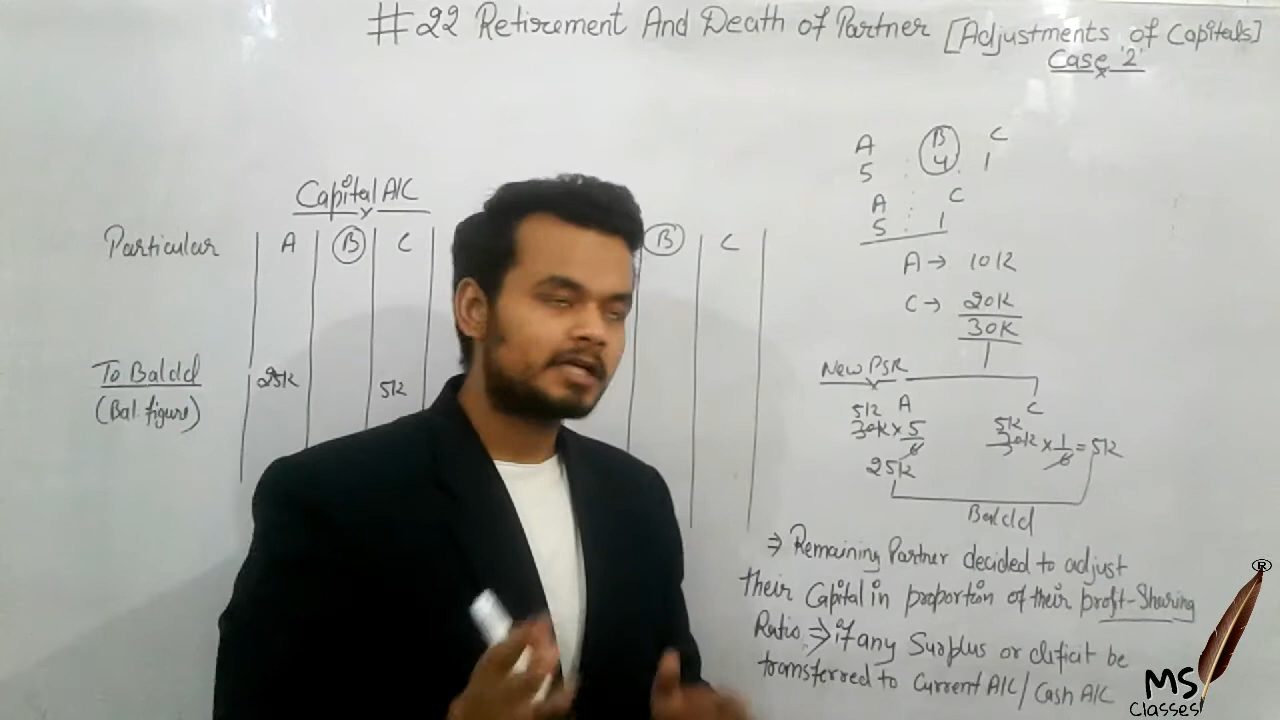 #22 Retirement And Death of Partner [Adjustments of Capitals]
Case '2'
Capital A/C
Particular A B C
B C
To Bal c/d 25K 5K
(Bal. figure)
A : B : C
5 4 1
A : C
5 : 1
A → 10K
C → 20K
30K
New PSR
A C
5K 5K
30K × 5/6 30K × 1/6 = 5K
25K
Bal c/d
⇒ Remaining Partner decided to adjust
their Capital in proportion of their profit-Sharing
Ratio. ⇒ if any Surplus or deficit be
transferred to Current A/C / Cash A/C
MS
Classes
®